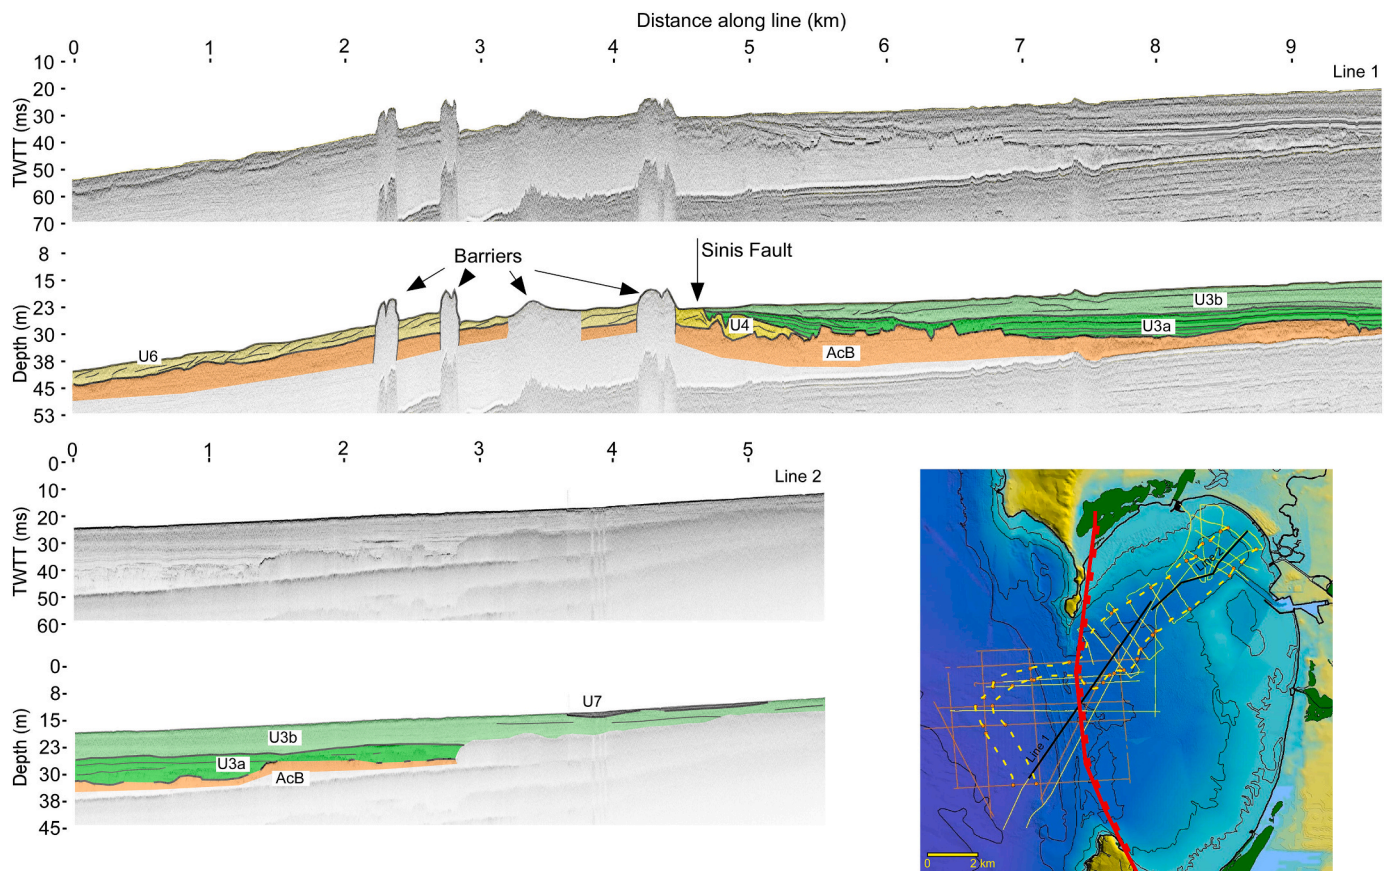 Distance along line (km)
0 1 2 3 4 5 6 7 8 9
Line 1
TWTT (ms)
10
20
30
40
50
60
70
Depth (m)
8
15
23
30
38
45
53
Barriers
Sinis Fault
U6
U4
U3b
U3a
AcB
0 1 2 3 4 5
Line 2
TWTT (ms)
0
10
20
30
40
50
60
Depth (m)
0
8
15
23
30
38
45
U7
U3b
U3a
AcB
Line 2
Line 1
0 2 km